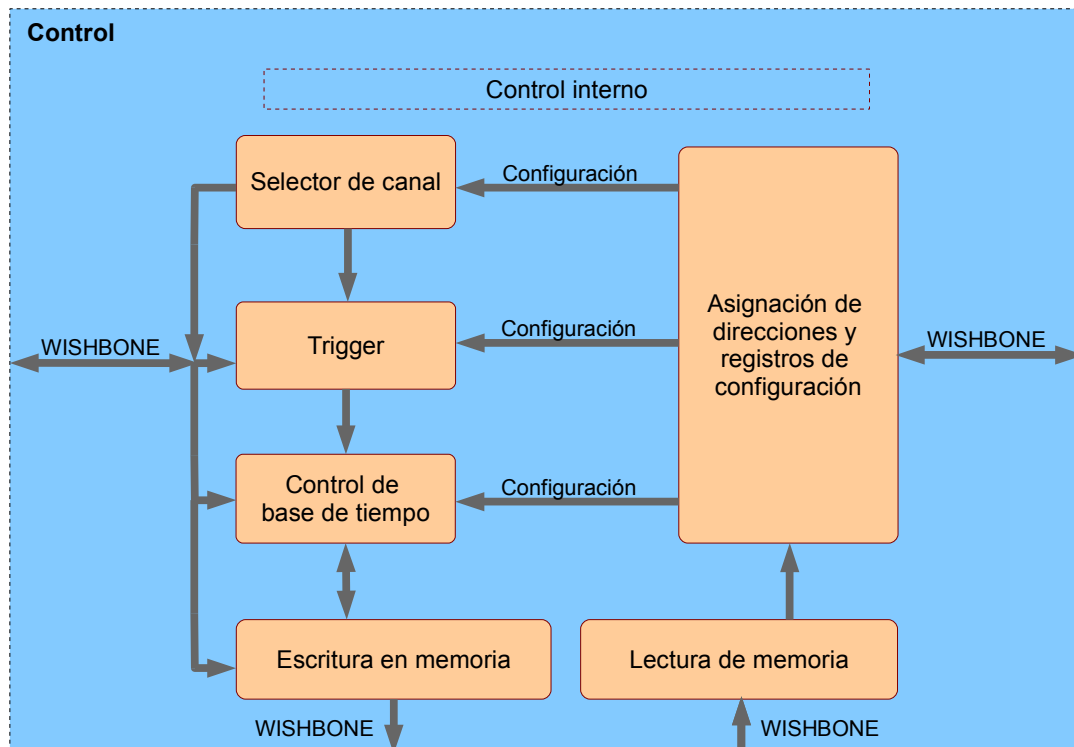 Control
Control interno
Selector de canal
Configuración
Trigger
Configuración
Asignación de
direcciones y
registros de
configuración
WISHBONE
WISHBONE
Control de
base de tiempo
Configuración
Escritura en memoria
Lectura de memoria
WISHBONE
WISHBONE